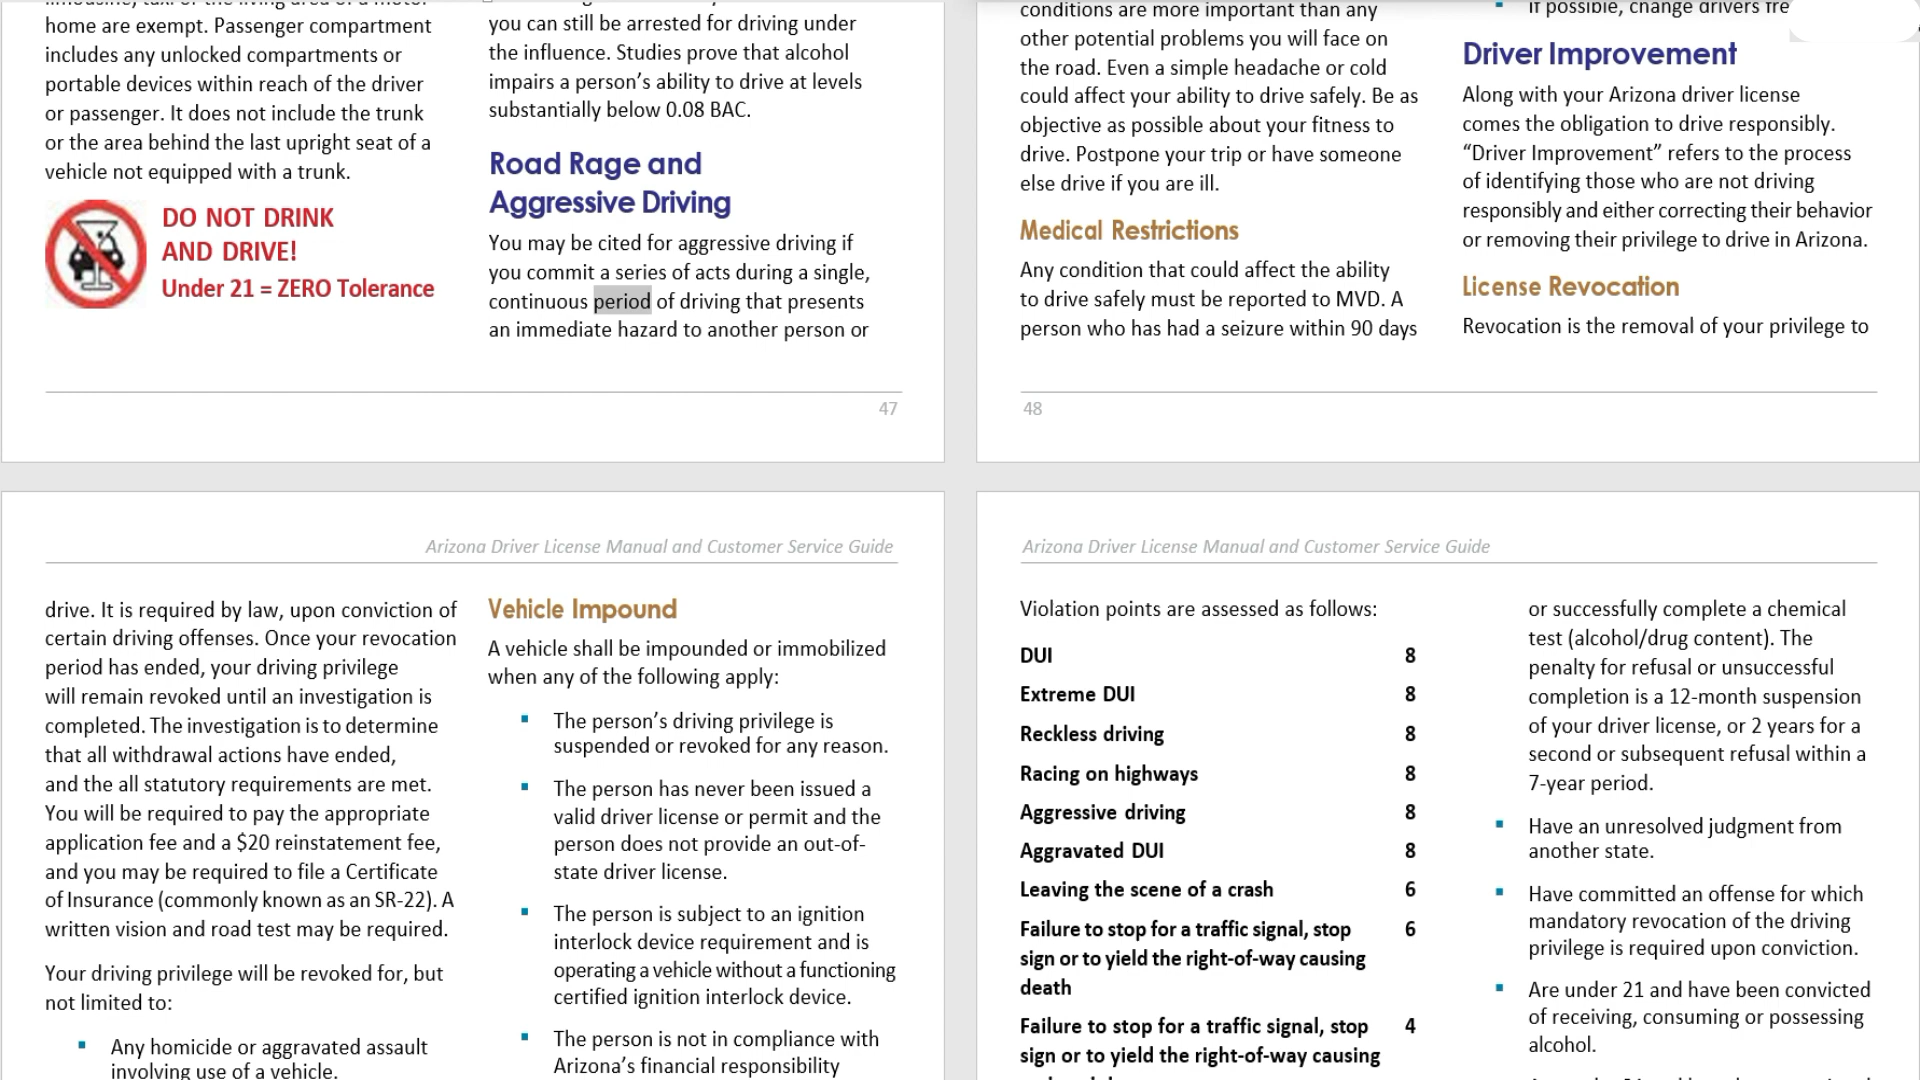 home are exempt. Passenger compartment
includes any unlocked compartments or
portable devices within reach of the driver
or passenger. It does not include the trunk
or the area behind the last upright seat of a
vehicle not equipped with a trunk.
DO NOT DRINK
AND DRIVE!
Under 21 = ZERO Tolerance
you can still be arrested for driving under
the influence. Studies prove that alcohol
impairs a person’s ability to drive at levels
substantially below 0.08 BAC.
Road Rage and
Aggressive Driving
You may be cited for aggressive driving if
you commit a series of acts during a single,
continuous period of driving that presents
an immediate hazard to another person or
47
conditions are more important than any
other potential problems you will face on
the road. Even a simple headache or cold
could affect your ability to drive safely. Be as
objective as possible about your fitness to
drive. Postpone your trip or have someone
else drive if you are ill.
Medical Restrictions
Any condition that could affect the ability
to drive safely must be reported to MVD. A
person who has had a seizure within 90 days
If possible, change drivers fre
Driver Improvement
Along with your Arizona driver license
comes the obligation to drive responsibly.
“Driver Improvement” refers to the process
of identifying those who are not driving
responsibly and either correcting their behavior
or removing their privilege to drive in Arizona.
License Revocation
Revocation is the removal of your privilege to
48
Arizona Driver License Manual and Customer Service Guide
drive. It is required by law, upon conviction of
certain driving offenses. Once your revocation
period has ended, your driving privilege
will remain revoked until an investigation is
completed. The investigation is to determine
that all withdrawal actions have ended,
and the all statutory requirements are met.
You will be required to pay the appropriate
application fee and a $20 reinstatement fee,
and you may be required to file a Certificate
of Insurance (commonly known as an SR-22). A
written vision and road test may be required.
Your driving privilege will be revoked for, but
not limited to:
Any homicide or aggravated assault
involving use of a vehicle.
Vehicle Impound
A vehicle shall be impounded or immobilized
when any of the following apply:
The person’s driving privilege is
suspended or revoked for any reason.
The person has never been issued a
valid driver license or permit and the
person does not provide an out-of-
state driver license.
The person is subject to an ignition
interlock device requirement and is
operating a vehicle without a functioning
certified ignition interlock device.
The person is not in compliance with
Arizona’s financial responsibility
Arizona Driver License Manual and Customer Service Guide
Violation points are assessed as follows:
DUI 8
Extreme DUI 8
Reckless driving 8
Racing on highways 8
Aggressive driving 8
Aggravated DUI 8
Leaving the scene of a crash 6
Failure to stop for a traffic signal, stop 6
sign or to yield the right-of-way causing
death
Failure to stop for a traffic signal, stop 4
sign or to yield the right-of-way causing
or successfully complete a chemical
test (alcohol/drug content). The
penalty for refusal or unsuccessful
completion is a 12-month suspension
of your driver license, or 2 years for a
second or subsequent refusal within a
7-year period.
Have an unresolved judgment from
another state.
Have committed an offense for which
mandatory revocation of the driving
privilege is required upon conviction.
Are under 21 and have been convicted
of receiving, consuming or possessing
alcohol.